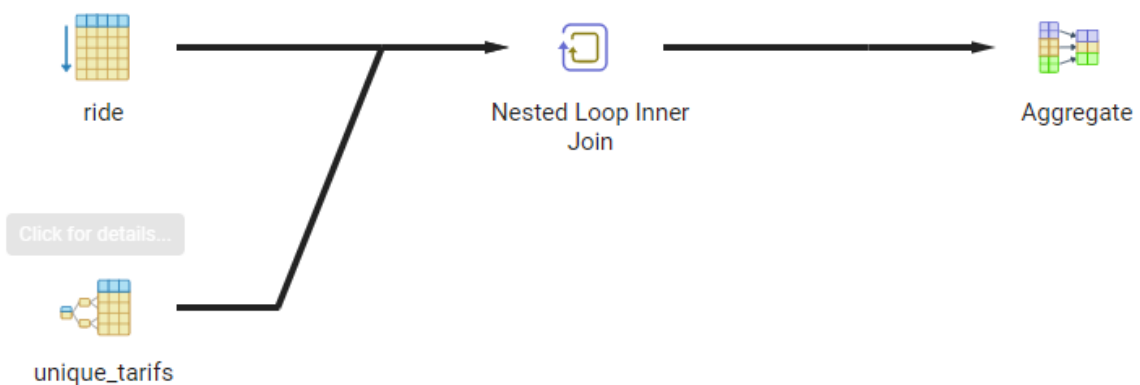 ride
Nested Loop Inner
Join
Aggregate
Click for details...
unique_tarifs